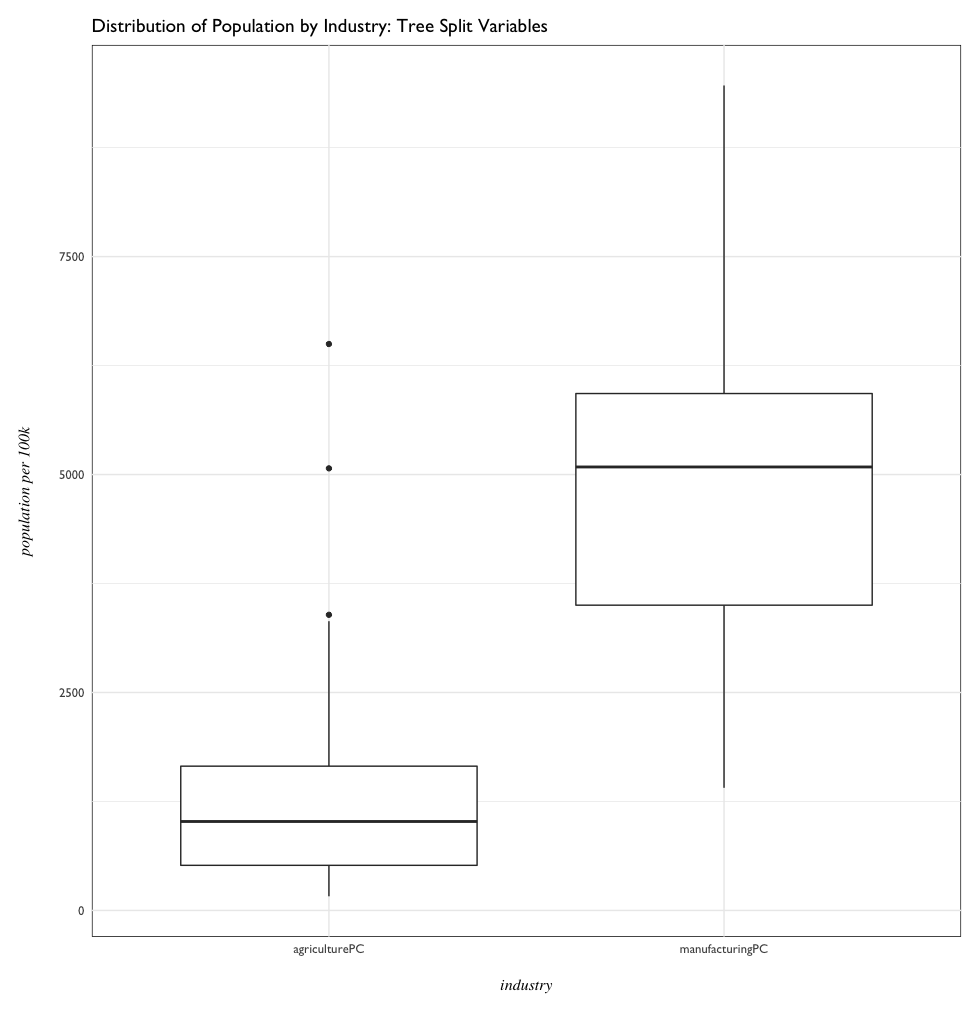 Distribution of Population by Industry: Tree Split Variables
7500
5000
2500
0
population per 100k
agriculturePC manufacturingPC
industry